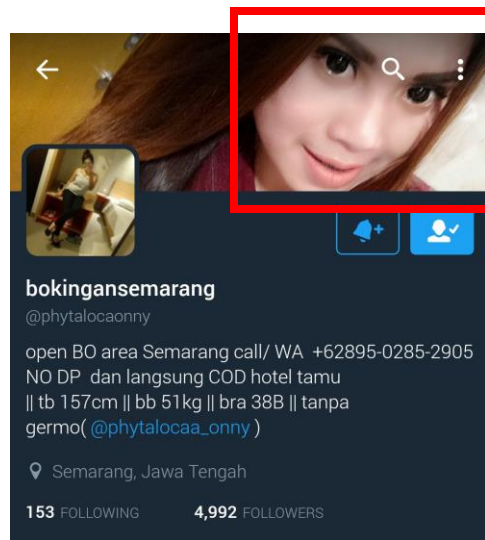 bokingansemarang
@phytalocaonny
open BO area Semarang call/ WA +62895-0285-2905
NO DP dan langsung COD hotel tamu
|| tb 157cm || bb 51kg || bra 38B || tanpa
germo( @phytalocaa_onny )
Semarang, Jawa Tengah
153 FOLLOWING 4,992 FOLLOWERS